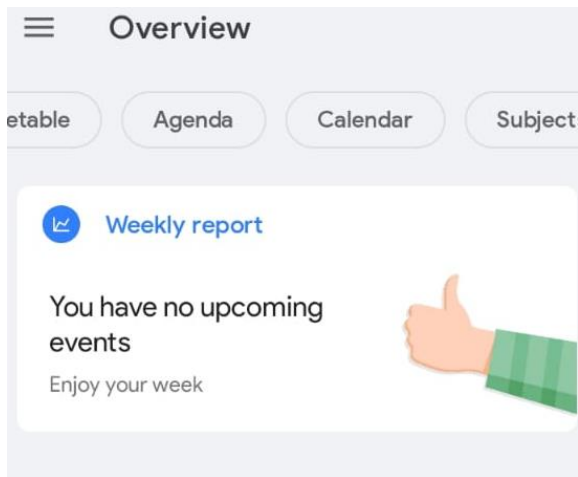 Overview
etable Agenda Calendar Subject
Weekly report
You have no upcoming
events
Enjoy your week